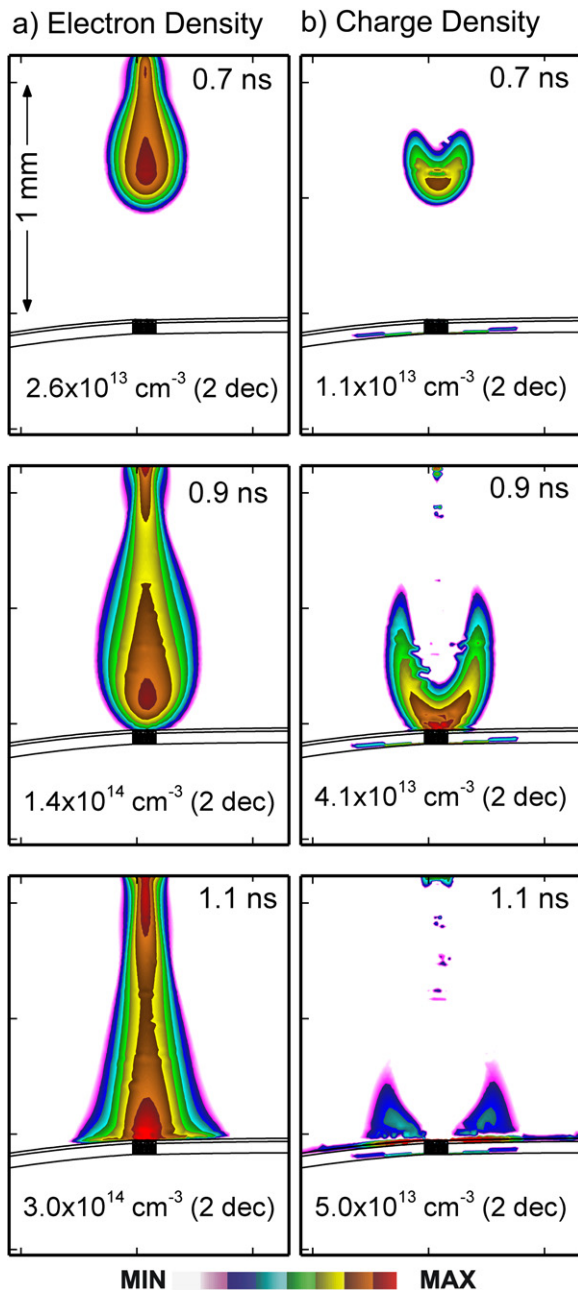 a) Electron Density
b) Charge Density
0.7 ns
0.7 ns
1 mm
2.6x10¹³ cm⁻³ (2 dec)
1.1x10¹³ cm⁻³ (2 dec)
0.9 ns
0.9 ns
1.4x10¹⁴ cm⁻³ (2 dec)
4.1x10¹³ cm⁻³ (2 dec)
1.1 ns
1.1 ns
3.0x10¹⁴ cm⁻³ (2 dec)
5.0x10¹³ cm⁻³ (2 dec)
MIN MAX